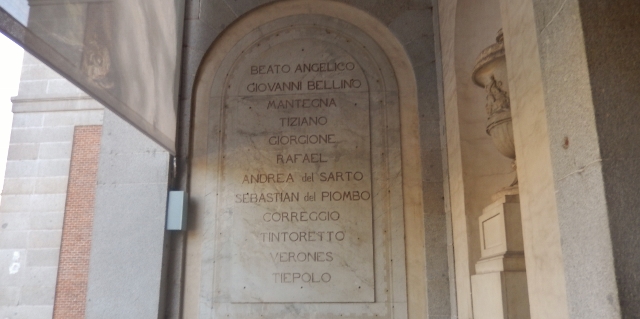 BEATO ANGELICO
GIOVANNI BELLINO
MANTEGNA
TIZIANO
GIORGIONE
RAFAEL
ANDREA del SARTO
SEBASTIAN del PIOMBO
CORREGGIO
TINTORETTO
VERONES
TIEPOLO